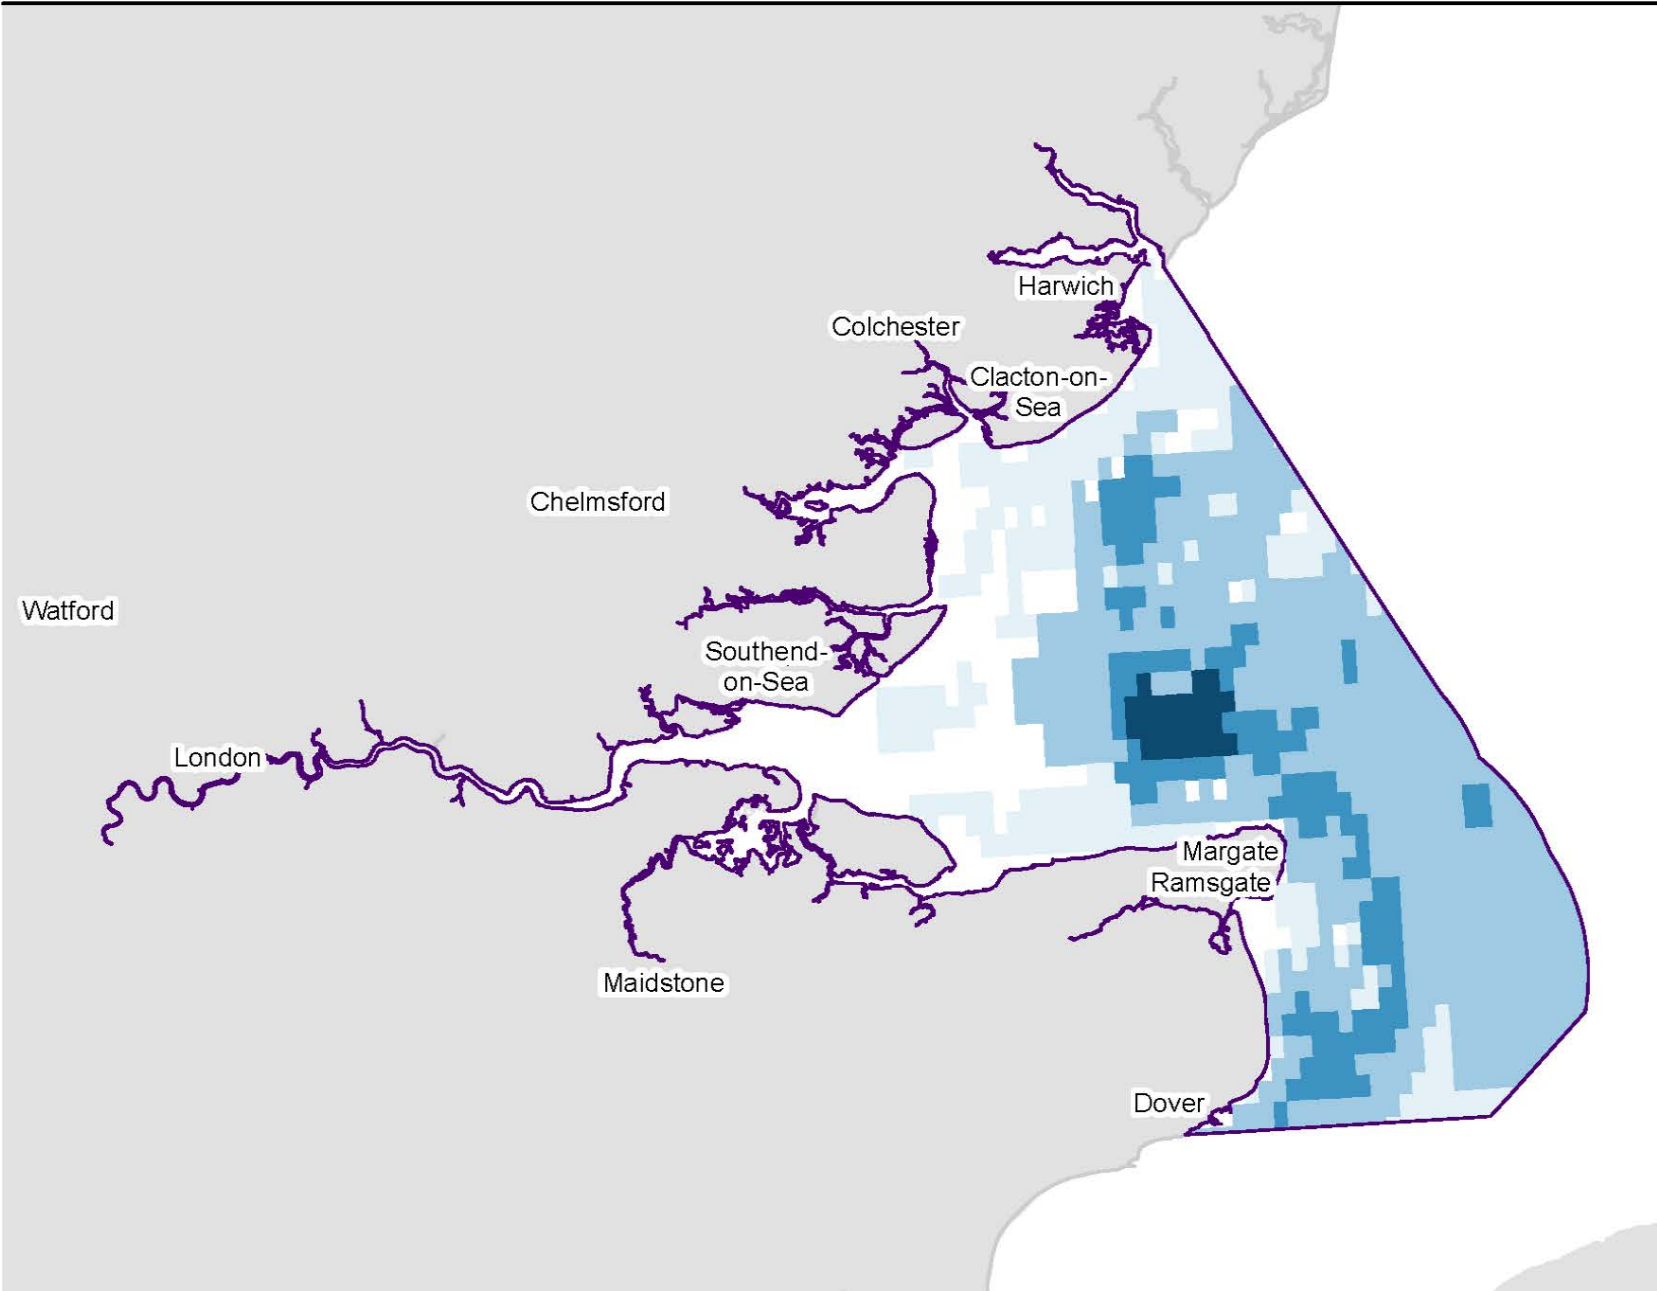 Harwich
Colchester
Clacton-on-
Sea
Chelmsford
Watford
Southend-
on-Sea
London
Margate
Ramsgate
Maidstone
Dover